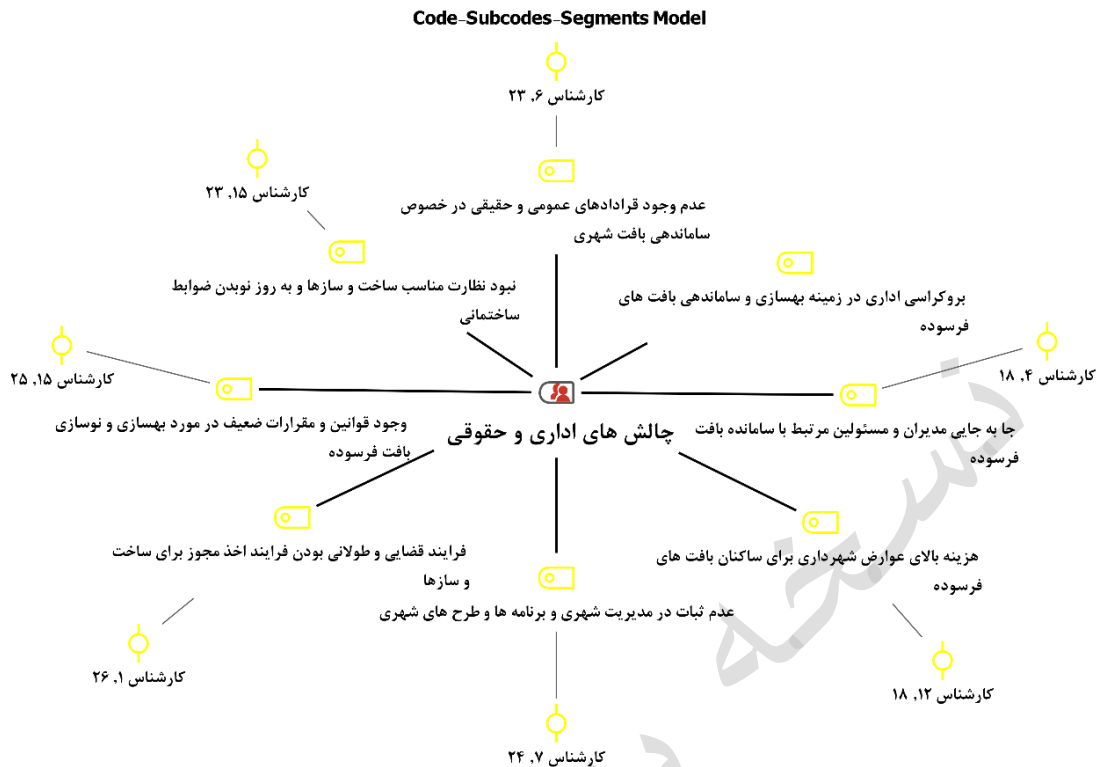 Code-Subcodes-Segments Model
کارشناس ۶, ۲۳
عدم وجود قرادادهای عمومی و حقیقی در خصوص
ساماندهی بافت شهری
کارشناس ۱۵, ۲۳
نبود نظارت مناسب ساخت و سازها و به روز نوبدن ضوابط
ساختمانی
بروکراسی اداری در زمینه بهسازی و ساماندهی بافت های
فرسوده
کارشناس ۴, ۱۸
جا به جایی مدیران و مسئولین مرتبط با سامانده بافت
فرسوده
چالش های اداری و حقوقی
کارشناس ۱۵, ۲۵
وجود قوانین و مقرارات ضعیف در مورد بهسازی و نوسازی
بافت فرسوده
هزینه بالای عوارض شهرداری برای ساکنان بافت های
فرسوده
کارشناس ۱۲, ۱۸
فرایند قضایی و طولانی بودن فرایند اخذ مجوز برای ساخت
و سازها
کارشناس ۱, ۲۶
عدم ثبات در مدیریت شهری و برنامه ها و طرح های شهری
کارشناس ۷, ۲۴
نسخه